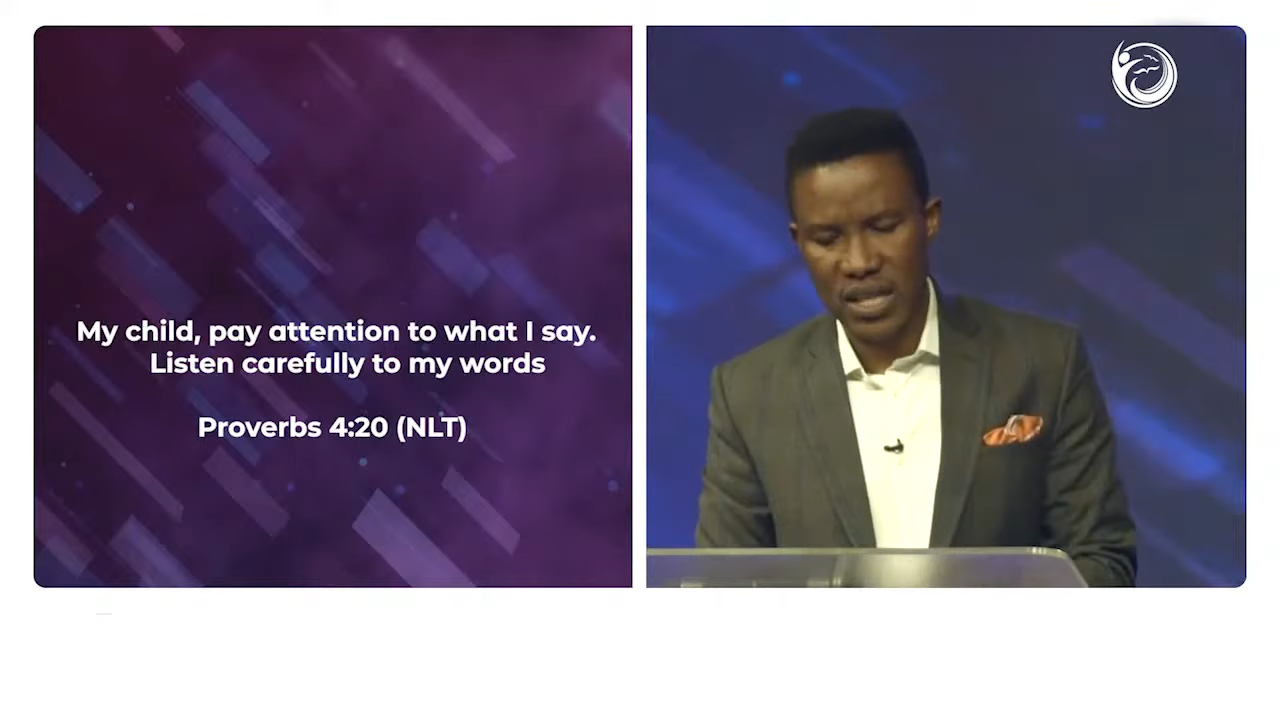 My child, pay attention to what I say.
Listen carefully to my words
Proverbs 4:20 (NLT)